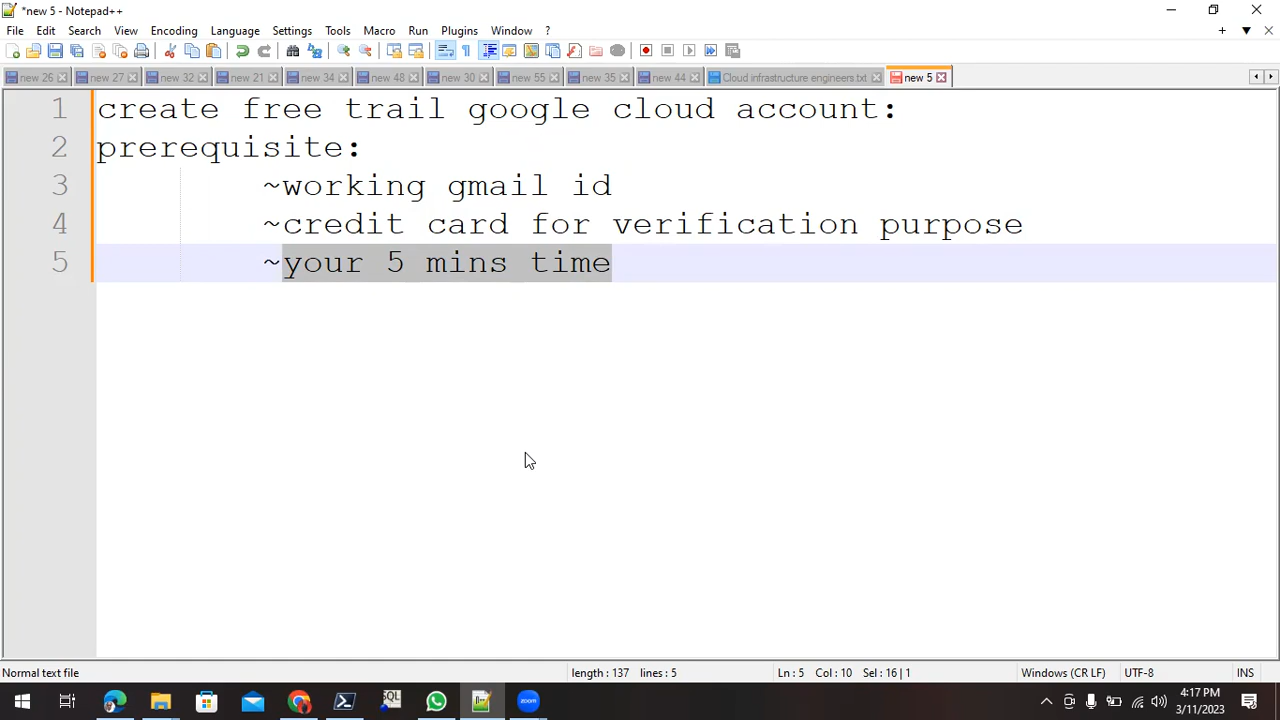 *new 5 - Notepad++
File Edit Search View Encoding Language Settings Tools Macro Run Plugins Window ?
new 26 new 27 new 32 new 21 new 34 new 48 new 30 new 55 new 35 new 44 Cloud infrastructure engineers.txt new 5
1 create free trail google cloud account:
2 prerequisite:
3 ~working gmail id
4 ~credit card for verification purpose
5 ~your 5 mins time
Normal text file length : 137 lines : 5 Ln : 5 Col : 10 Sel : 16 | 1 Windows (CR LF) UTF-8 INS
SQL zoom 4:17 PM
3/11/2023